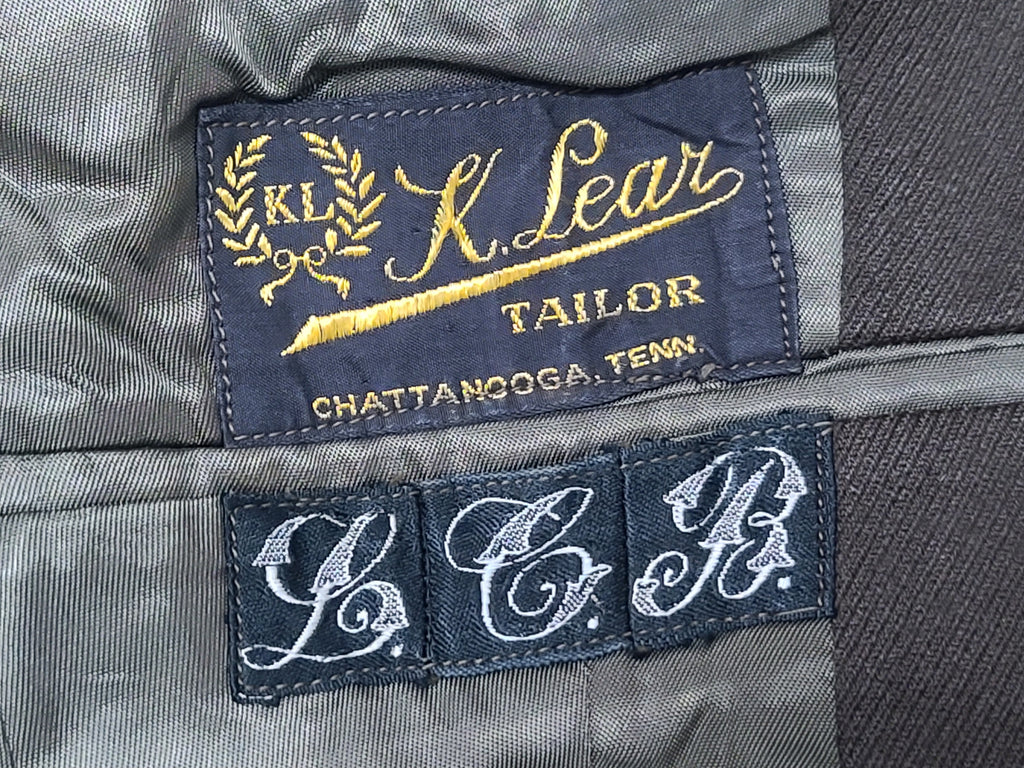 KL
K. Lear
TAILOR
CHATTANOOGA, TENN.
L. C. B.